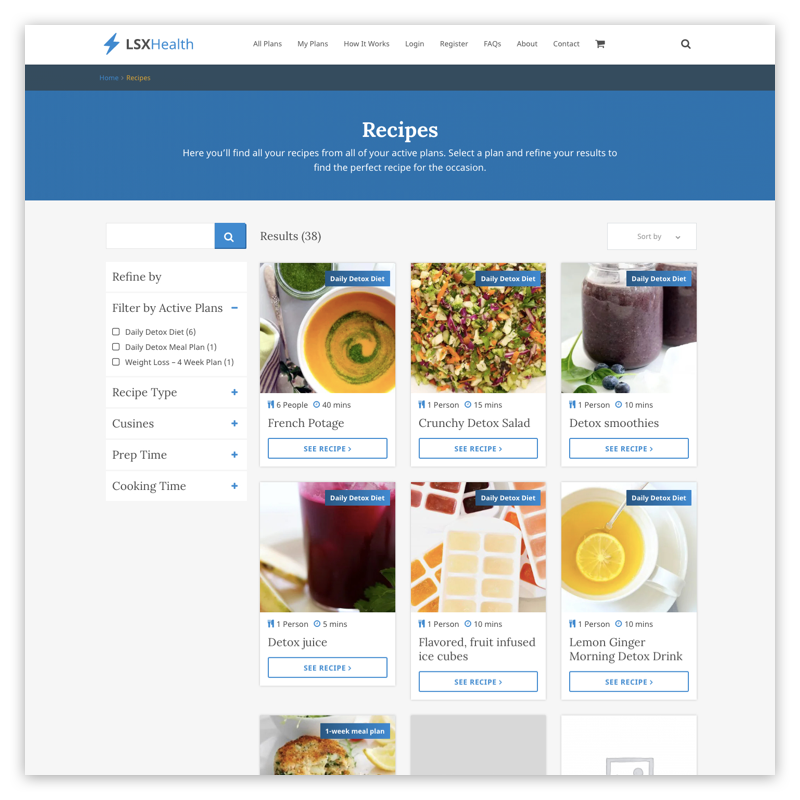 LSXHealth
All Plans
My Plans
How It Works
Login
Register
FAQs
About
Contact
Home › Recipes
Recipes
Here you'll find all your recipes from all of your active plans. Select a plan and refine your results to
find the perfect recipe for the occasion.
Results (38)
Sort by
Refine by
Filter by Active Plans
Daily Detox Diet (6)
Daily Detox Meal Plan (1)
Weight Loss – 4 Week Plan (1)
Recipe Type
Cusines
Prep Time
Cooking Time
Daily Detox Diet
6 People 40 mins
French Potage
SEE RECIPE ›
Daily Detox Diet
1 Person 15 mins
Crunchy Detox Salad
SEE RECIPE ›
Daily Detox Diet
1 Person 10 mins
Detox smoothies
SEE RECIPE ›
Daily Detox Diet
1 Person 5 mins
Detox juice
SEE RECIPE ›
Daily Detox Diet
1 Person 10 mins
Flavored, fruit infused
ice cubes
SEE RECIPE ›
Daily Detox Diet
1 Person 10 mins
Lemon Ginger
Morning Detox Drink
SEE RECIPE ›
1-week meal plan